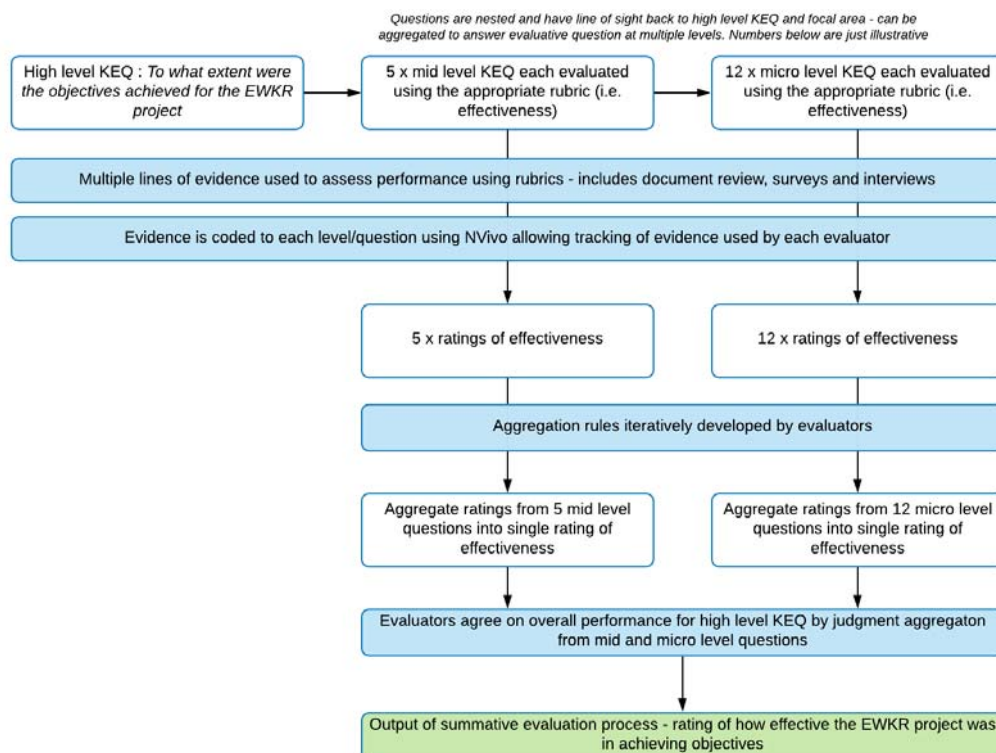 Questions are nested and have line of sight back to high level KEQ and focal area - can be
aggregated to answer evaluative question at multiple levels. Numbers below are just illustrative
High level KEQ : To what extent were
the objectives achieved for the EWKR
project
5 x mid level KEQ each evaluated
using the appropriate rubric (i.e.
effectiveness)
12 x micro level KEQ each evaluated
using the appropriate rubric (i.e.
effectiveness)
Multiple lines of evidence used to assess performance using rubrics - includes document review, surveys and interviews
Evidence is coded to each level/question using NVivo allowing tracking of evidence used by each evaluator
5 x ratings of effectiveness
12 x ratings of effectiveness
Aggregation rules iteratively developed by evaluators
Aggregate ratings from 5 mid level
questions into single rating of
effectiveness
Aggregate ratings from 12 micro level
questions into single rating of
effectiveness
Evaluators agree on overall performance for high level KEQ by judgment aggregaton
from mid and micro level questions
Output of summative evaluation process - rating of how effective the EWKR project was
in achieving objectives